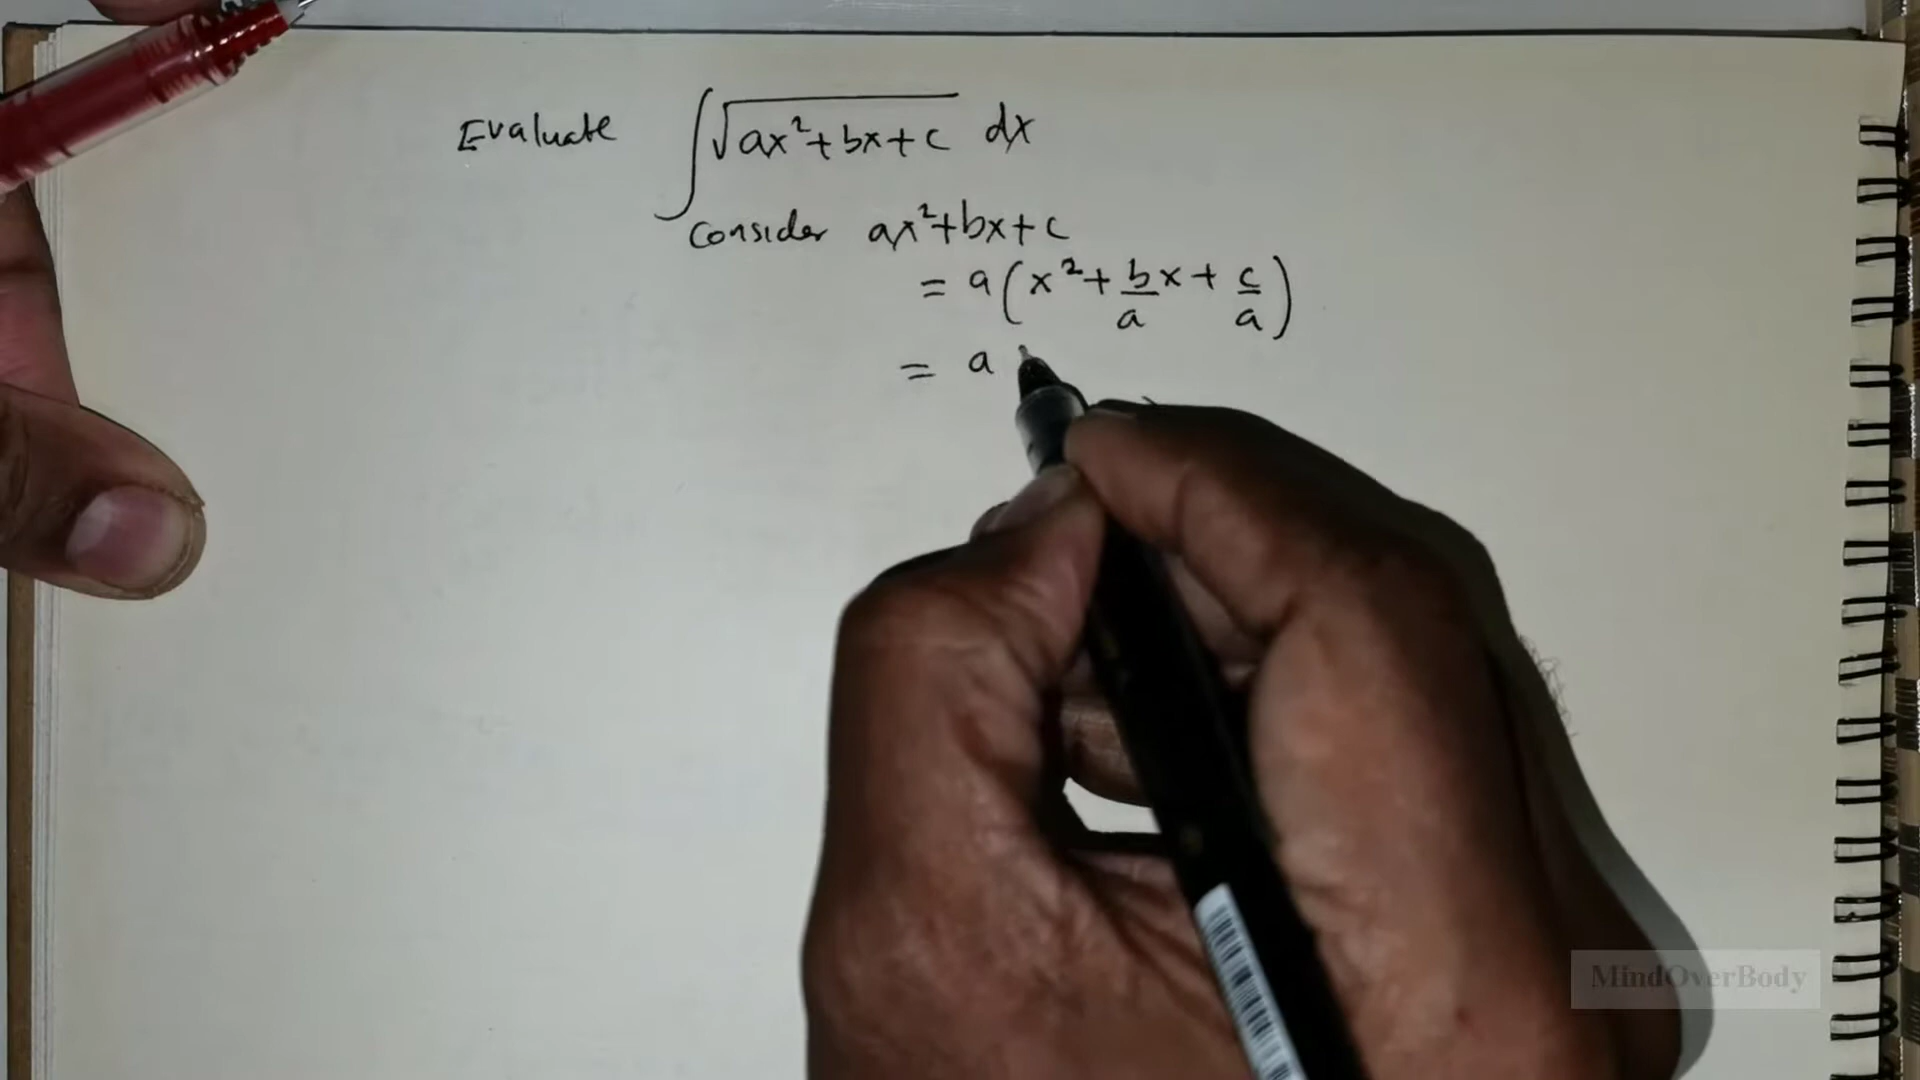 Evaluate ∫√(ax²+bx+c) dx
Consider ax²+bx+c
= a(x²+b/a x+c/a)
= a
MindOverBody